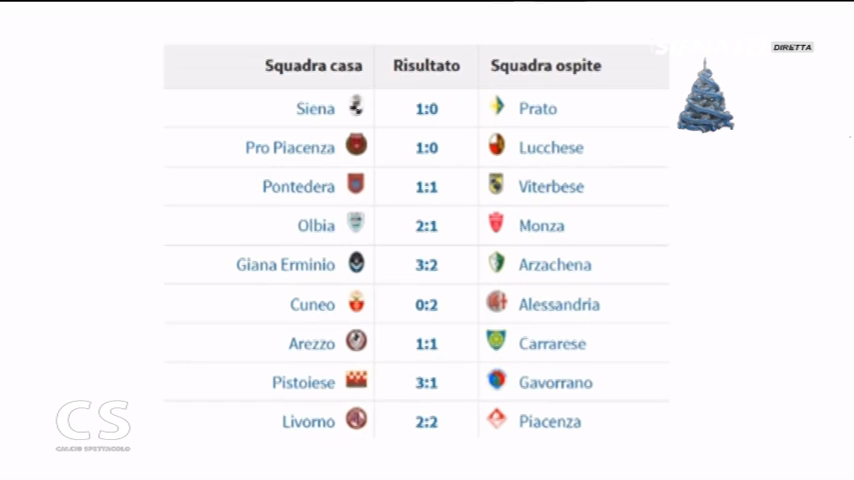 DIRETTA
Squadra casa Risultato Squadra ospite
Siena 1:0 Prato
Pro Piacenza 1:0 Lucchese
Pontedera 1:1 Viterbese
Olbia 2:1 Monza
Giana Erminio 3:2 Arzachena
Cuneo 0:2 Alessandria
Arezzo 1:1 Carrarese
Pistoiese 3:1 Gavorrano
Livorno 2:2 Piacenza
CS
CALCIO SPETTACOLO